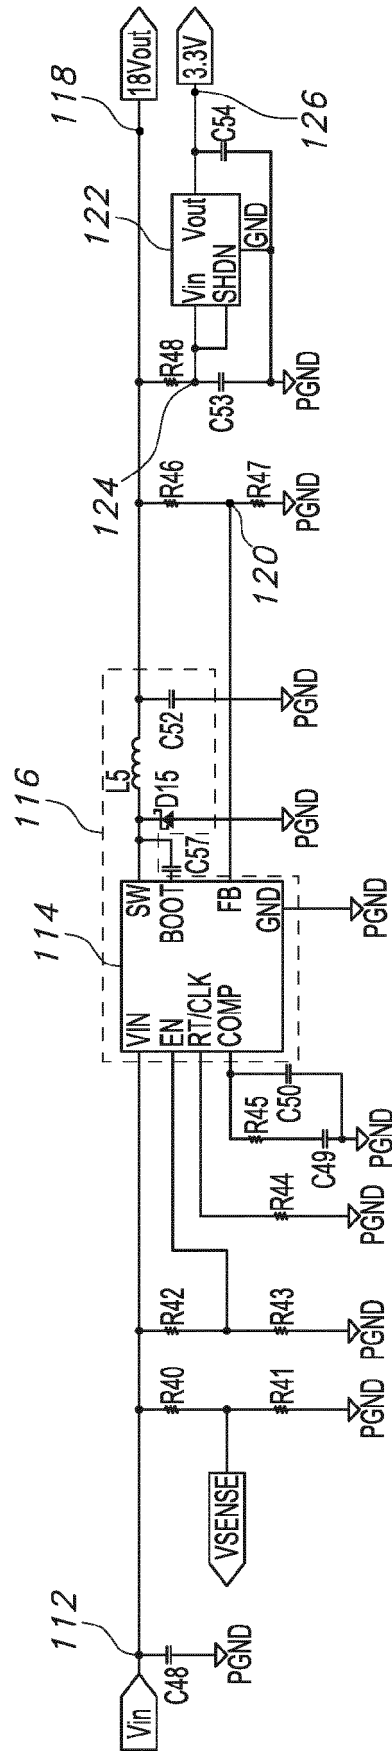 Vin
112
C48
PGND
VSENSE
R40
R41
PGND
R42
R43
PGND
R44
PGND
R45
C49
C50
PGND
114
VIN
EN
RT/CLK
COMP
SW
BOOT
FB
GND
PGND
116
C57
D15
PGND
L5
C52
PGND
R46
120
R47
PGND
124
R48
C53
PGND
122
Vin
SHDN
Vout
GND
C54
118
18Vout
126
3.3V